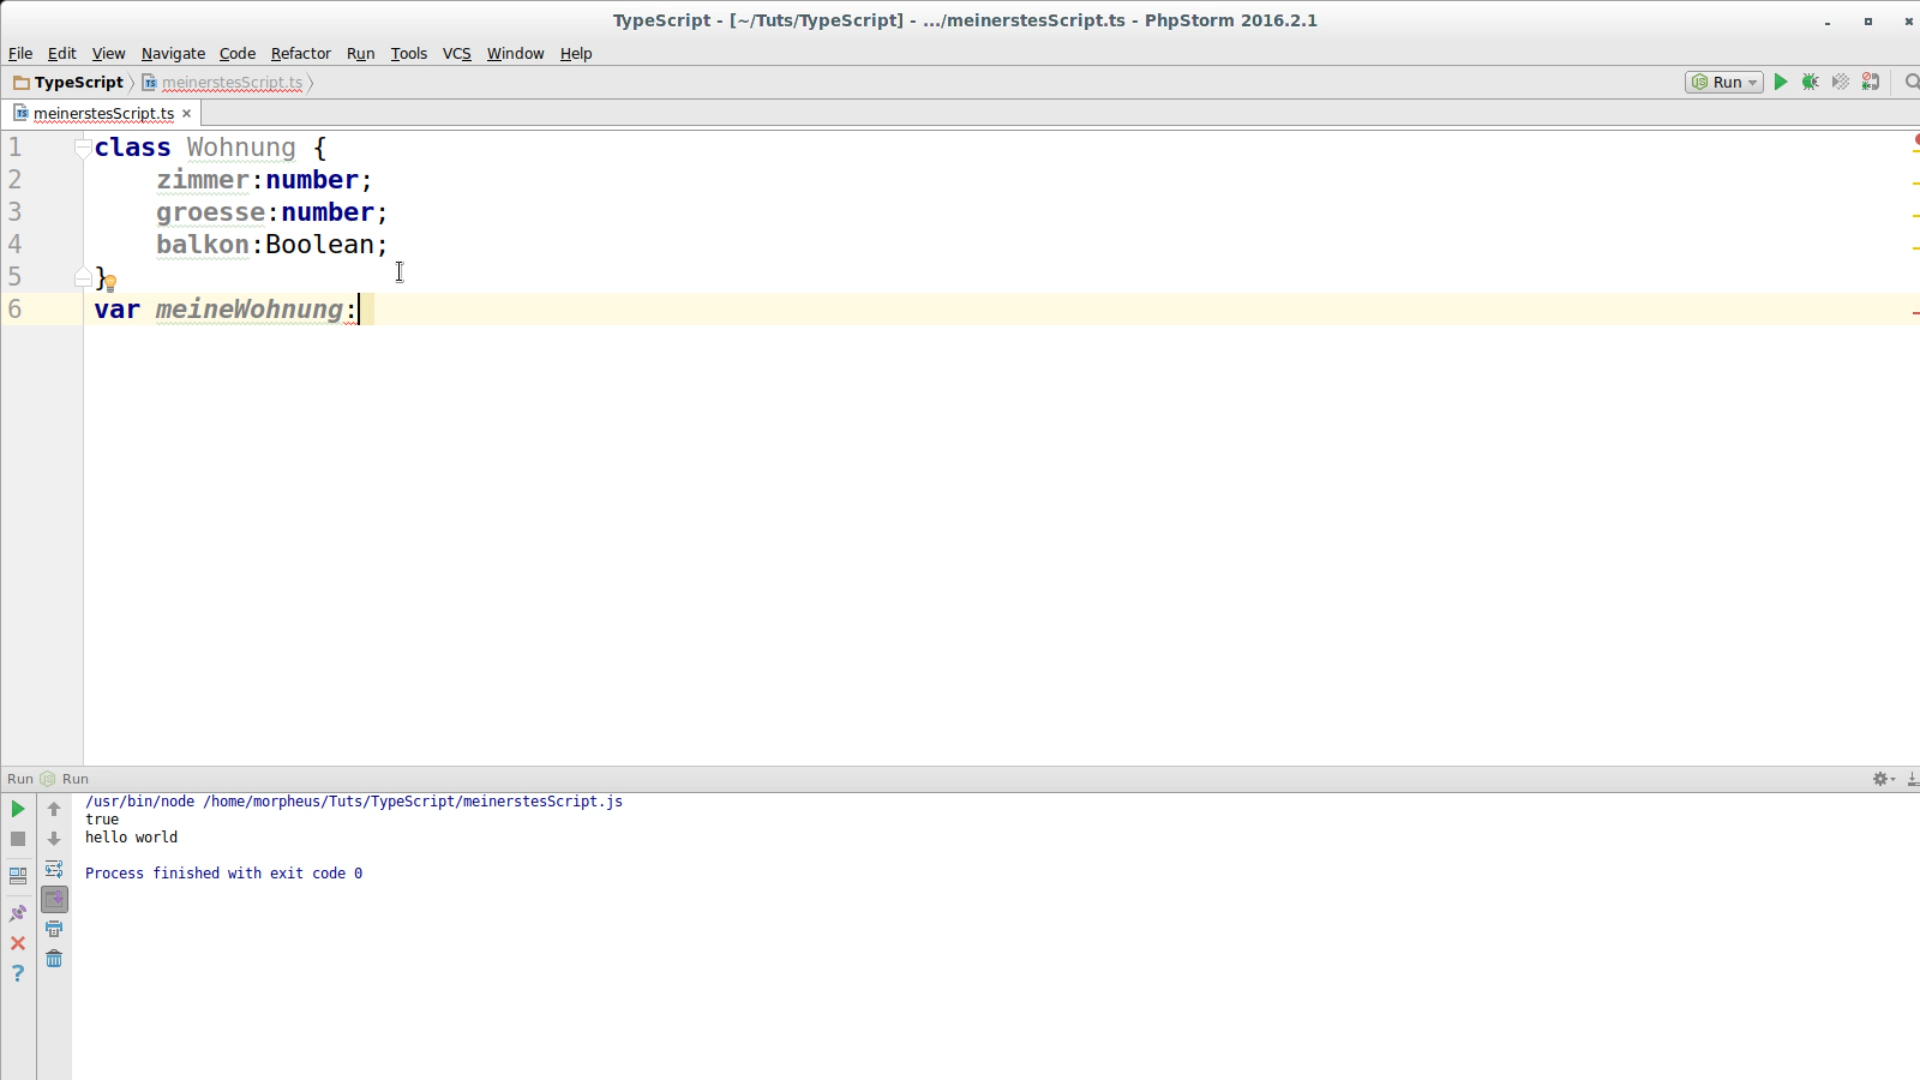 TypeScript - [~/Tuts/TypeScript] - .../meinerstesScript.ts - PhpStorm 2016.2.1
File Edit View Navigate Code Refactor Run Tools VCS Window Help
TypeScript meinerstesScript.ts Run
meinerstesScript.ts
1 class Wohnung {
2 zimmer:number;
3 groesse:number;
4 balkon:Boolean;
5 }
6 var meineWohnung:
Run Run
/usr/bin/node /home/morpheus/Tuts/TypeScript/meinerstesScript.js
true
hello world
Process finished with exit code 0